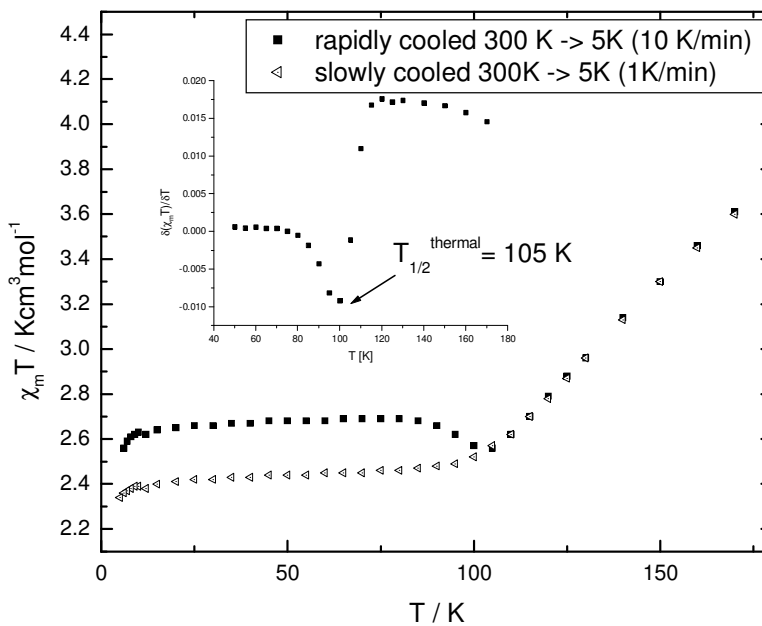 rapidly cooled 300 K -> 5K (10 K/min)
slowly cooled 300K -> 5K (1K/min)
4.4
4.2
4.0
3.8
3.6
3.4
3.2
3.0
2.8
2.6
2.4
2.2
χₘT / Kcm³mol⁻¹
0.020
0.015
0.010
0.005
0.000
-0.005
-0.010
δ(χₘT)/δT
T₁/₂ᵗʰᵉʳᵐᵃˡ = 105 K
40 60 80 100 120 140 160 180
T [K]
0 50 100 150
T / K